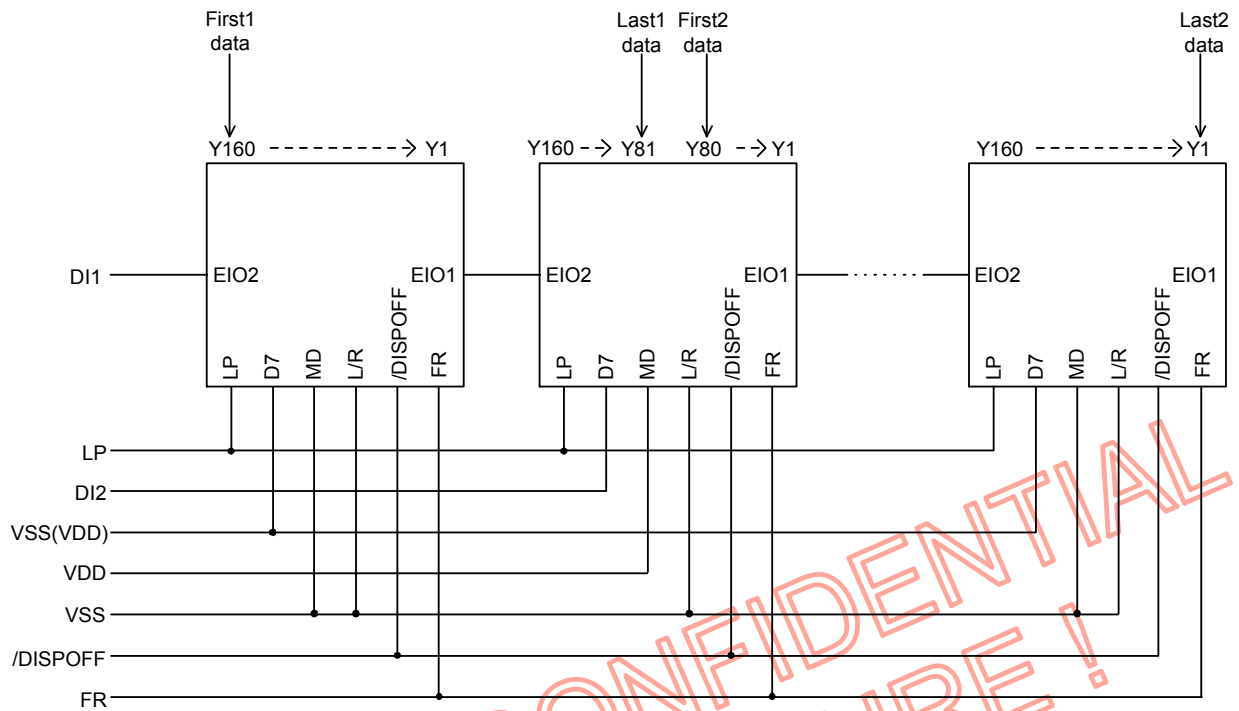 First1
data
Last1
data
First2
data
Last2
data
Y160 Y1
Y160 Y81 Y80 Y1
Y160 Y1
DI1
EIO2
EIO1
EIO2
EIO1
EIO2
EIO1
LP
D7
MD
L/R
/DISPOFF
FR
LP
D7
MD
L/R
/DISPOFF
FR
LP
D7
MD
L/R
/DISPOFF
FR
LP
DI2
VSS(VDD)
VDD
VSS
/DISPOFF
FR
CONFIDENTIAL